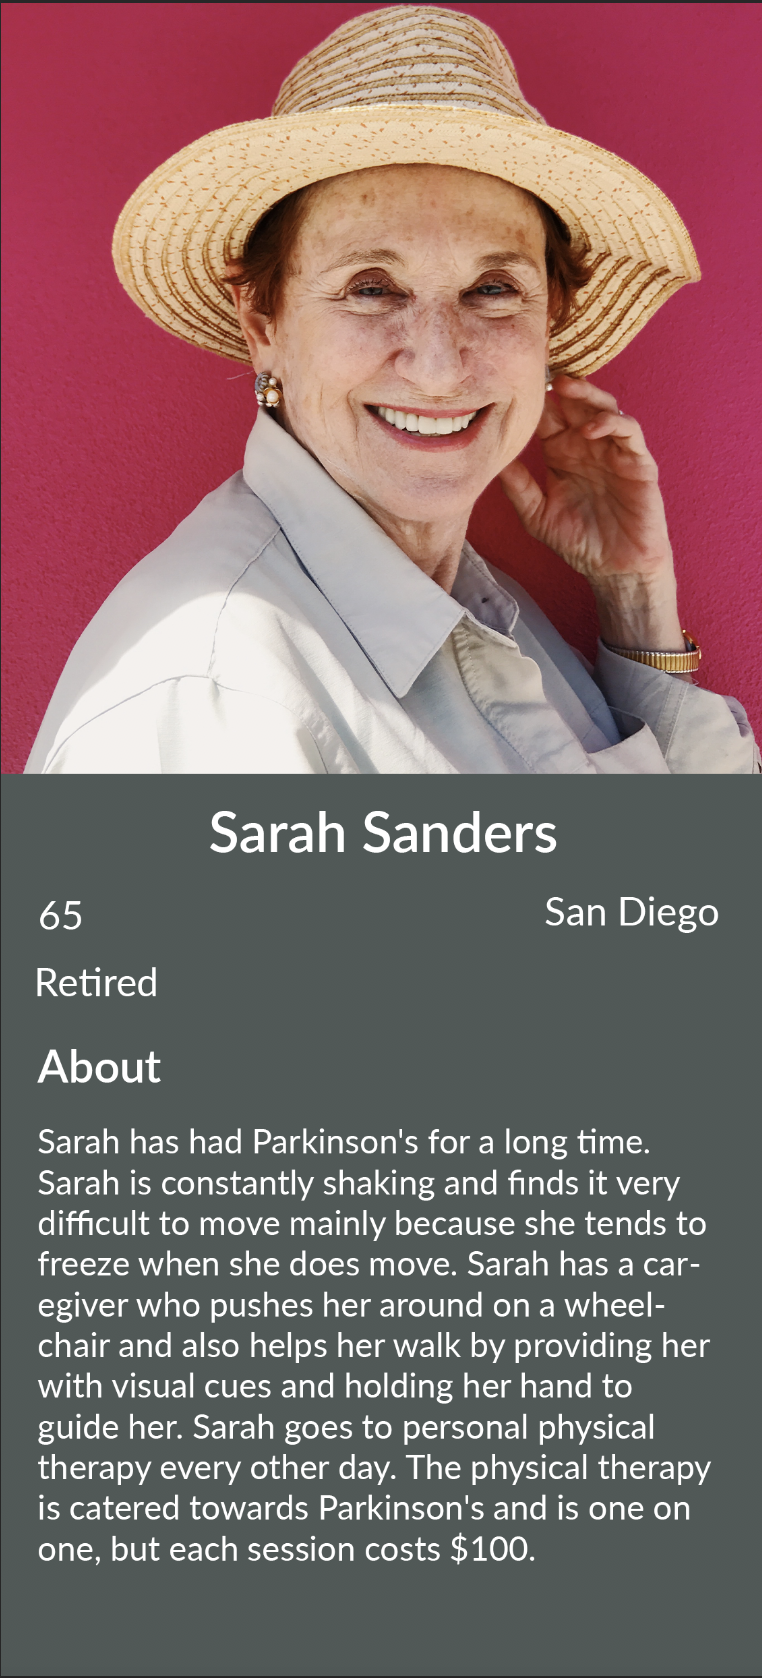 Sarah Sanders
65
San Diego
Retired
About
Sarah has had Parkinson's for a long time.
Sarah is constantly shaking and finds it very
difficult to move mainly because she tends to
freeze when she does move. Sarah has a car-
egiver who pushes her around on a wheel-
chair and also helps her walk by providing her
with visual cues and holding her hand to
guide her. Sarah goes to personal physical
therapy every other day. The physical therapy
is catered towards Parkinson's and is one on
one, but each session costs $100.